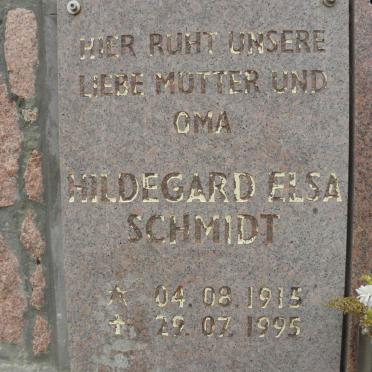 HIER RUHT UNSERE
LIEBE MUTTER UND
OMA
HILDEGARD ELSA
SCHMIDT
* 04.08.1915
✝ 29.07.1995